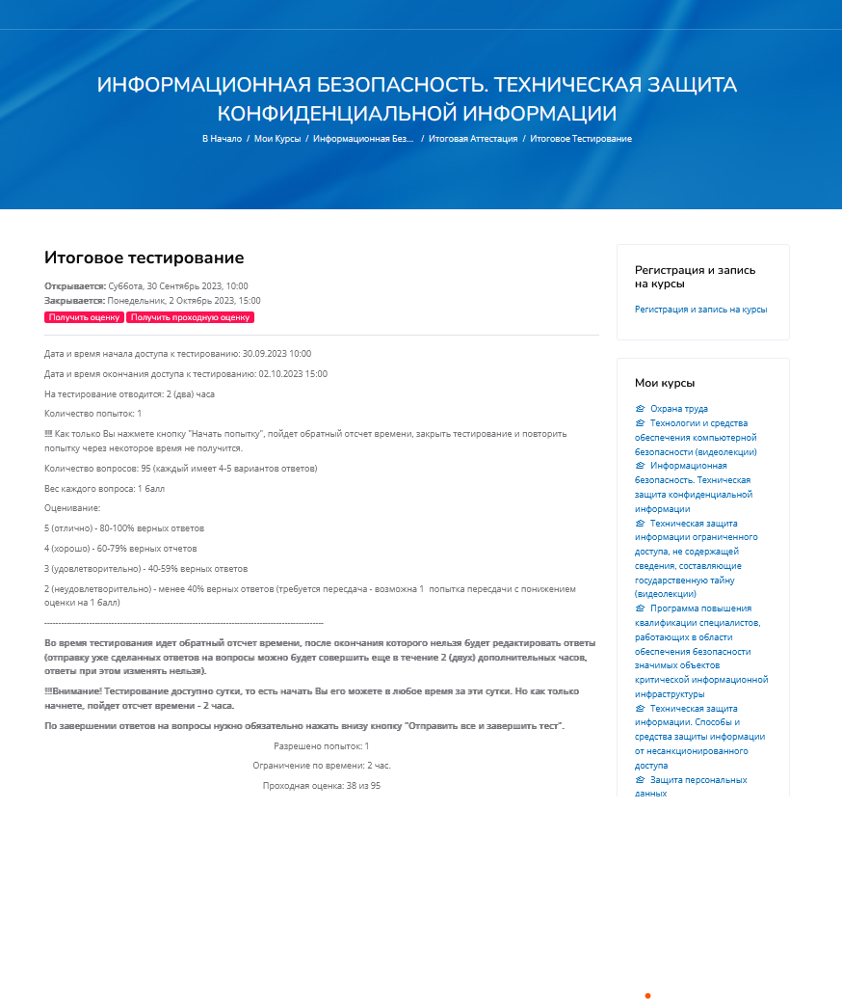 ИНФОРМАЦИОННАЯ БЕЗОПАСНОСТЬ. ТЕХНИЧЕСКАЯ ЗАЩИТА
КОНФИДЕНЦИАЛЬНОЙ ИНФОРМАЦИИ
В Начало / Мои Курсы / Информационная Без... / Итоговая Аттестация / Итоговое Тестирование
Итоговое тестирование
Открывается: Суббота, 30 Сентябрь 2023, 10:00
Закрывается: Понедельник, 2 Октябрь 2023, 15:00
Получить оценку Получить проходную оценку
Дата и время начала доступа к тестированию: 30.09.2023 10:00
Дата и время окончания доступа к тестированию: 02.10.2023 15:00
На тестирование отводится: 2 (два) часа
Количество попыток: 1
!!!! Как только Вы нажмете кнопку "Начать попытку", пойдет обратный отсчет времени, закрыть тестирование и повторить
попытку через некоторое время не получится.
Количество вопросов: 95 (каждый имеет 4-5 вариантов ответов)
Вес каждого вопроса: 1 балл
Оценивание:
5 (отлично) - 80-100% верных ответов
4 (хорошо) - 60-79% верных отчетов
3 (удовлетворительно) - 40-59% верных ответов
2 (неудовлетворительно) - менее 40% верных ответов (требуется пересдача - возможна 1 попытка пересдачи с понижением
оценки на 1 балл)
------------------------------------------------------------------------------------------------
Во время тестирования идет обратный отсчет времени, после окончания которого нельзя будет редактировать ответы
(отправку уже сделанных ответов на вопросы можно будет совершить еще в течение 2 (двух) дополнительных часов,
ответы при этом изменять нельзя).
!!!Внимание! Тестирование доступно сутки, то есть начать Вы его можете в любое время за эти сутки. Но как только
начнете, пойдет отсчет времени - 2 часа.
По завершении ответов на вопросы нужно обязательно нажать внизу кнопку "Отправить все и завершить тест".
Разрешено попыток: 1
Ограничение по времени: 2 час.
Проходная оценка: 38 из 95
Регистрация и запись
на курсы
Регистрация и запись на курсы
Мои курсы
Охрана труда
Технологии и средства
обеспечения компьютерной
безопасности (видеолекции)
Информационная
безопасность. Техническая
защита конфиденциальной
информации
Техническая защита
информации ограниченного
доступа, не содержащей
сведения, составляющие
государственную тайну
(видеолекции)
Программа повышения
квалификации специалистов,
работающих в области
обеспечения безопасности
значимых объектов
критической информационной
инфраструктуры
Техническая защита
информации. Способы и
средства защиты информации
от несанкционированного
доступа
Защита персональных
данных